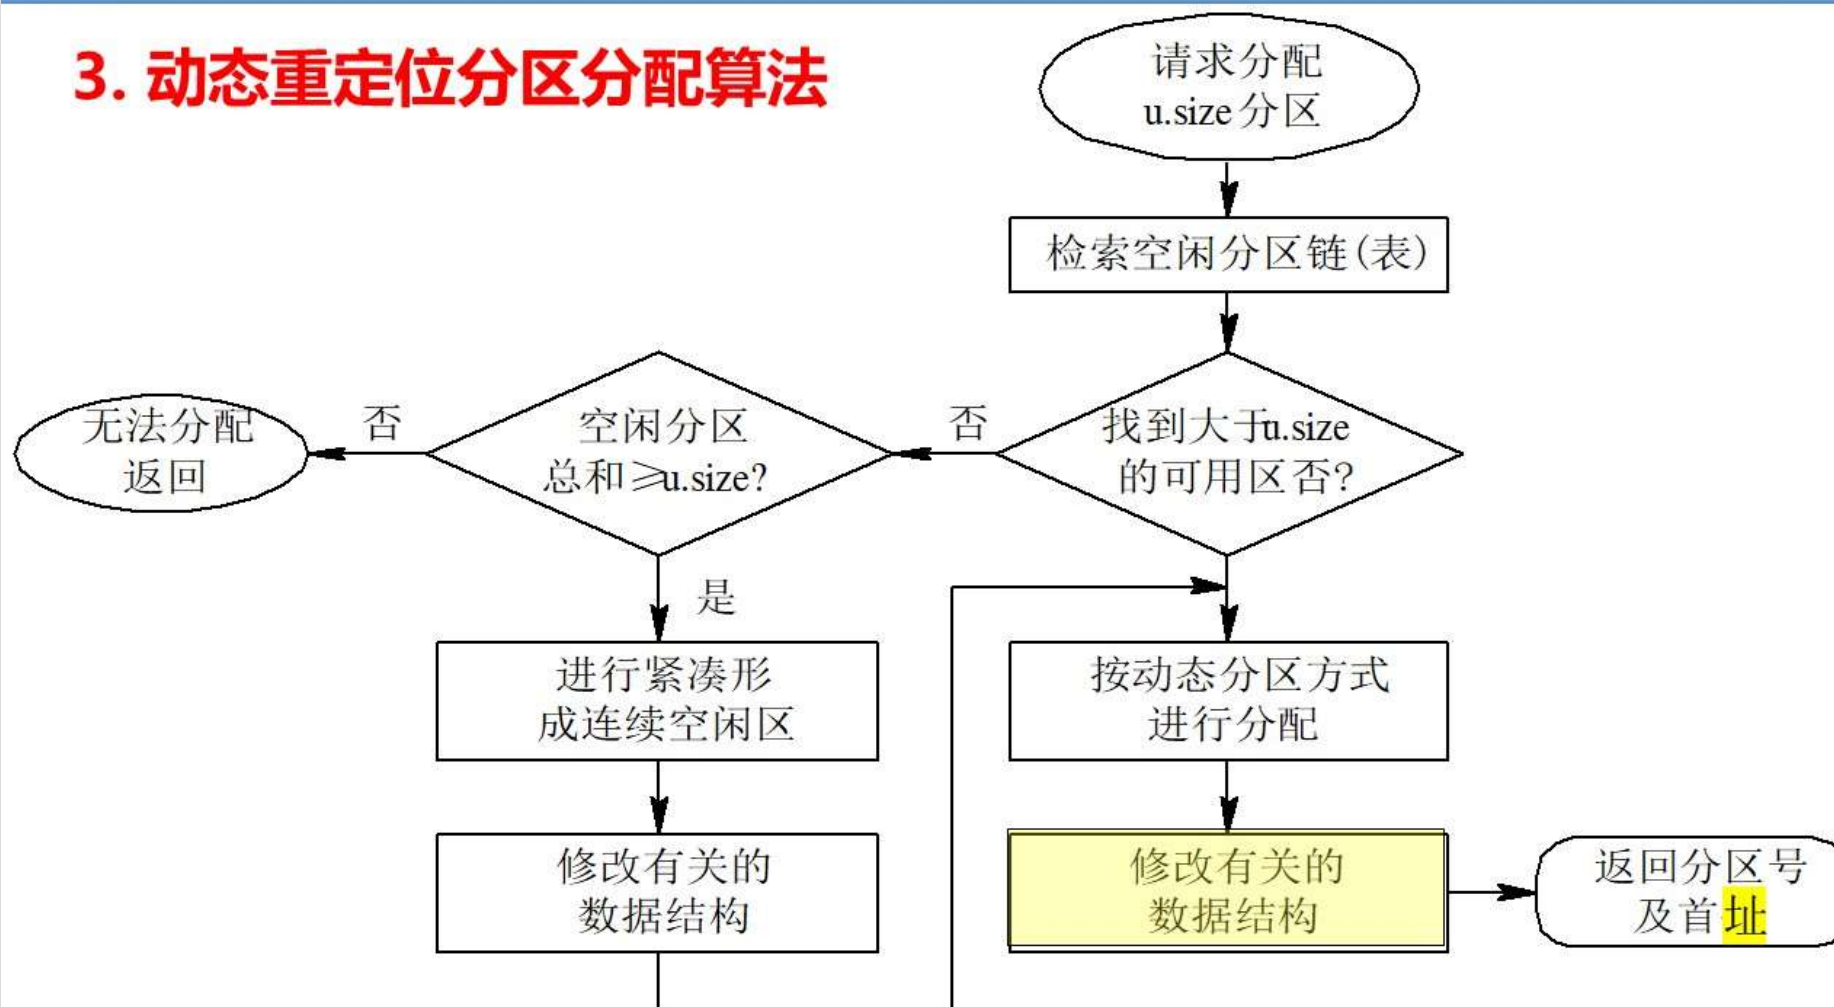 3. 动态重定位分区分配算法
请求分配
u.size分区
检索空闲分区链(表)
找到大于u.size
的可用区否?
否
空闲分区
总和≥u.size?
否
无法分配
返回
是
进行紧凑形
成连续空闲区
修改有关的
数据结构
按动态分区方式
进行分配
修改有关的
数据结构
返回分区号
及首址